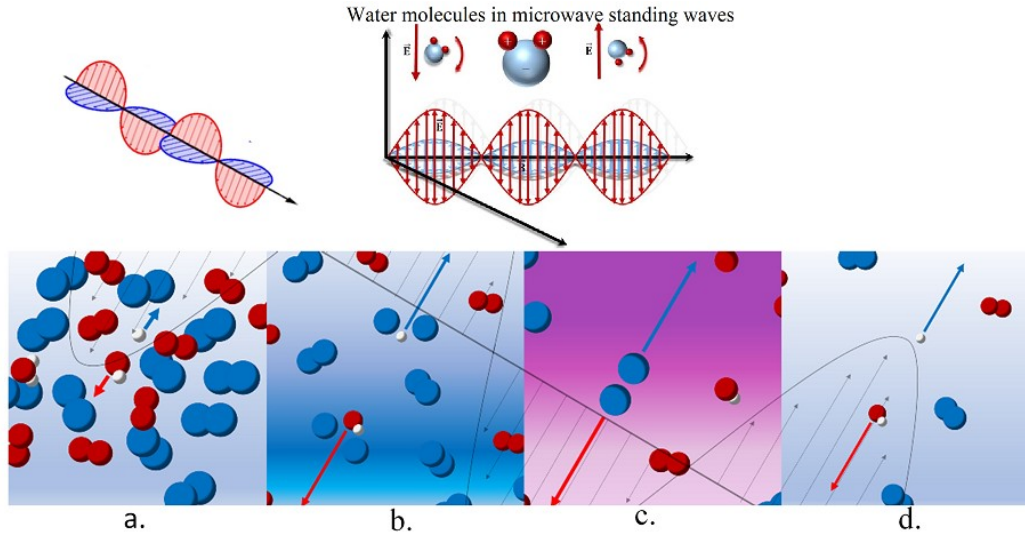 Water molecules in microwave standing waves
E
+
+
E
−
E
a.
b.
c.
d.